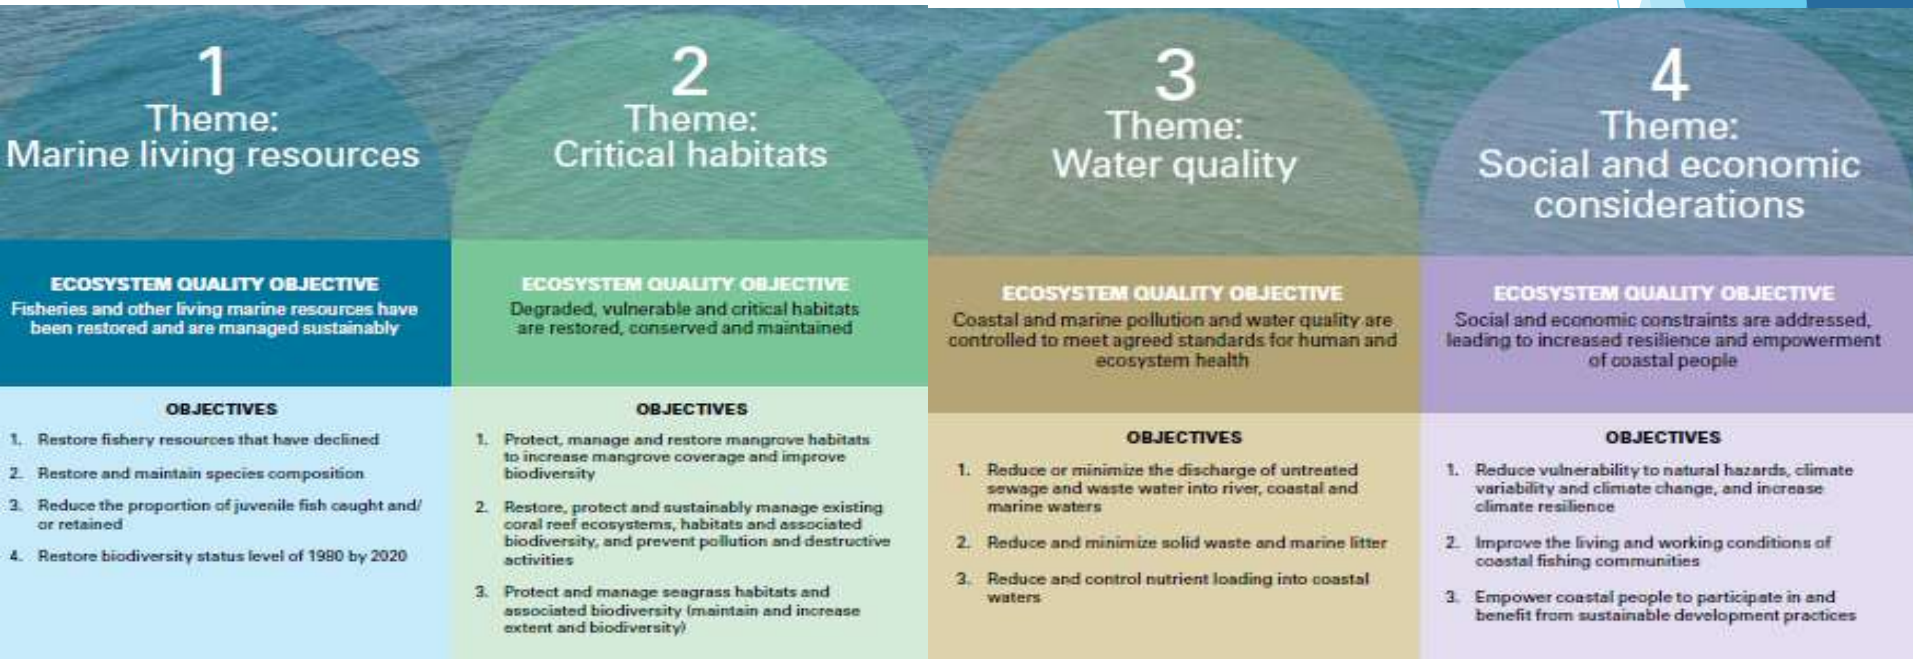 1
Theme:
Marine living resources
ECOSYSTEM QUALITY OBJECTIVE
Fisheries and other living marine resources have
been restored and are managed sustainably
OBJECTIVES
1. Restore fishery resources that have declined
2. Restore and maintain species composition
3. Reduce the proportion of juvenile fish caught and/
or retained
4. Restore biodiversity status level of 1980 by 2020
2
Theme:
Critical habitats
ECOSYSTEM QUALITY OBJECTIVE
Degraded, vulnerable and critical habitats
are restored, conserved and maintained
OBJECTIVES
1. Protect, manage and restore mangrove habitats
to increase mangrove coverage and improve
biodiversity
2. Restore, protect and sustainably manage existing
coral reef ecosystems, habitats and associated
biodiversity, and prevent pollution and destructive
activities
3. Protect and manage seagrass habitats and
associated biodiversity (maintain and increase
extent and biodiversity)
3
Theme:
Water quality
ECOSYSTEM QUALITY OBJECTIVE
Coastal and marine pollution and water quality are
controlled to meet agreed standards for human and
ecosystem health
OBJECTIVES
1. Reduce or minimize the discharge of untreated
sewage and waste water into river, coastal and
marine waters
2. Reduce and minimize solid waste and marine litter
3. Reduce and control nutrient loading into coastal
waters
4
Theme:
Social and economic
considerations
ECOSYSTEM QUALITY OBJECTIVE
Social and economic constraints are addressed,
leading to increased resilience and empowerment
of coastal people
OBJECTIVES
1. Reduce vulnerability to natural hazards, climate
variability and climate change, and increase
climate resilience
2. Improve the living and working conditions of
coastal fishing communities
3. Empower coastal people to participate in and
benefit from sustainable development practices